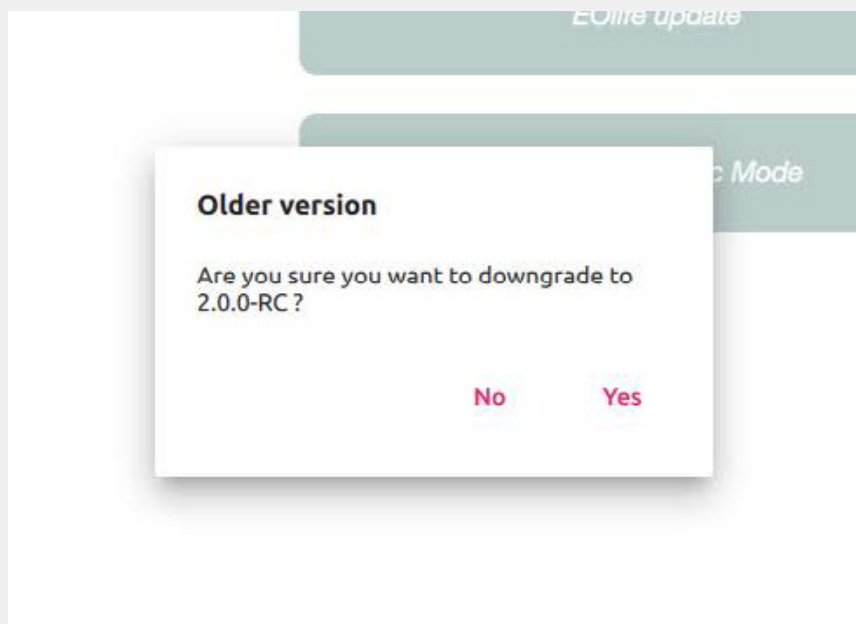 EOlife update
c Mode
Older version
Are you sure you want to downgrade to
2.0.0-RC ?
No
Yes